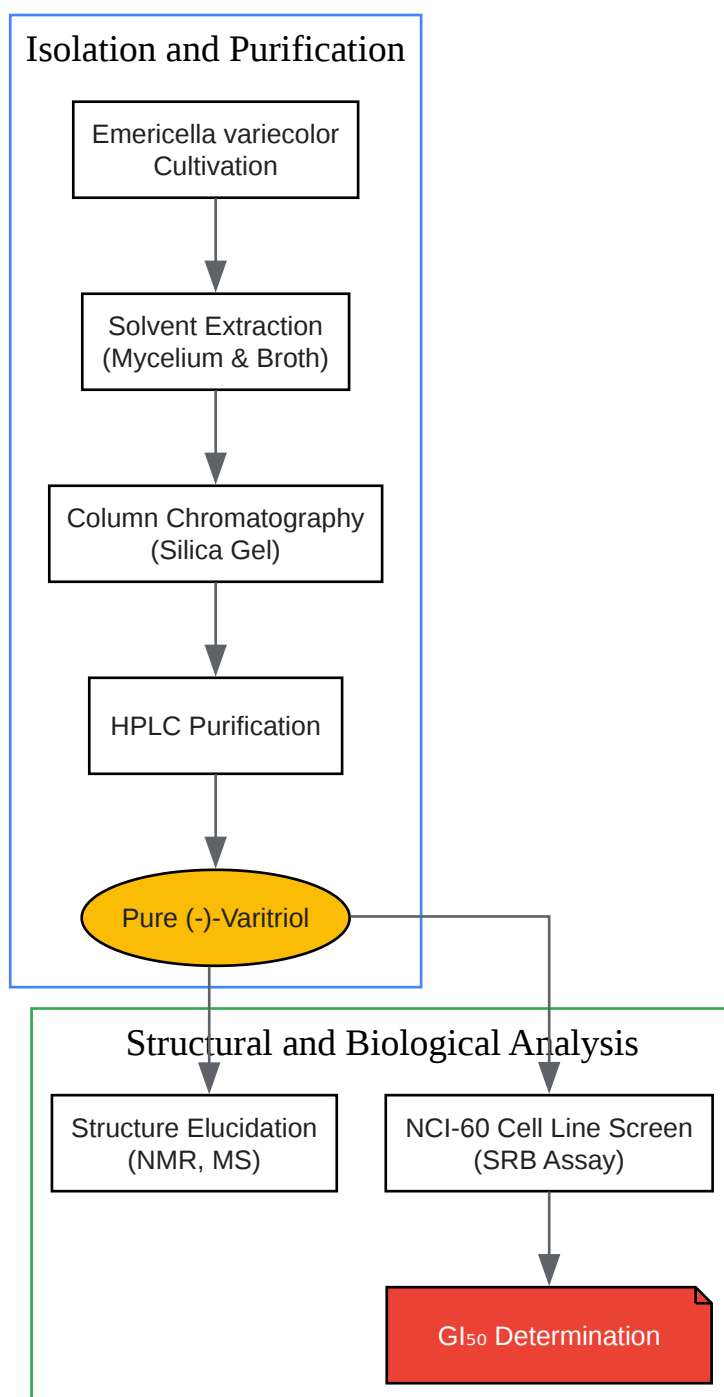 Isolation and Purification
Emericella variecolor
Cultivation
Solvent Extraction
(Mycelium & Broth)
Column Chromatography
(Silica Gel)
HPLC Purification
Pure (-)-Varitriol
Structural and Biological Analysis
Structure Elucidation
(NMR, MS)
NCI-60 Cell Line Screen
(SRB Assay)
GI₅₀ Determination